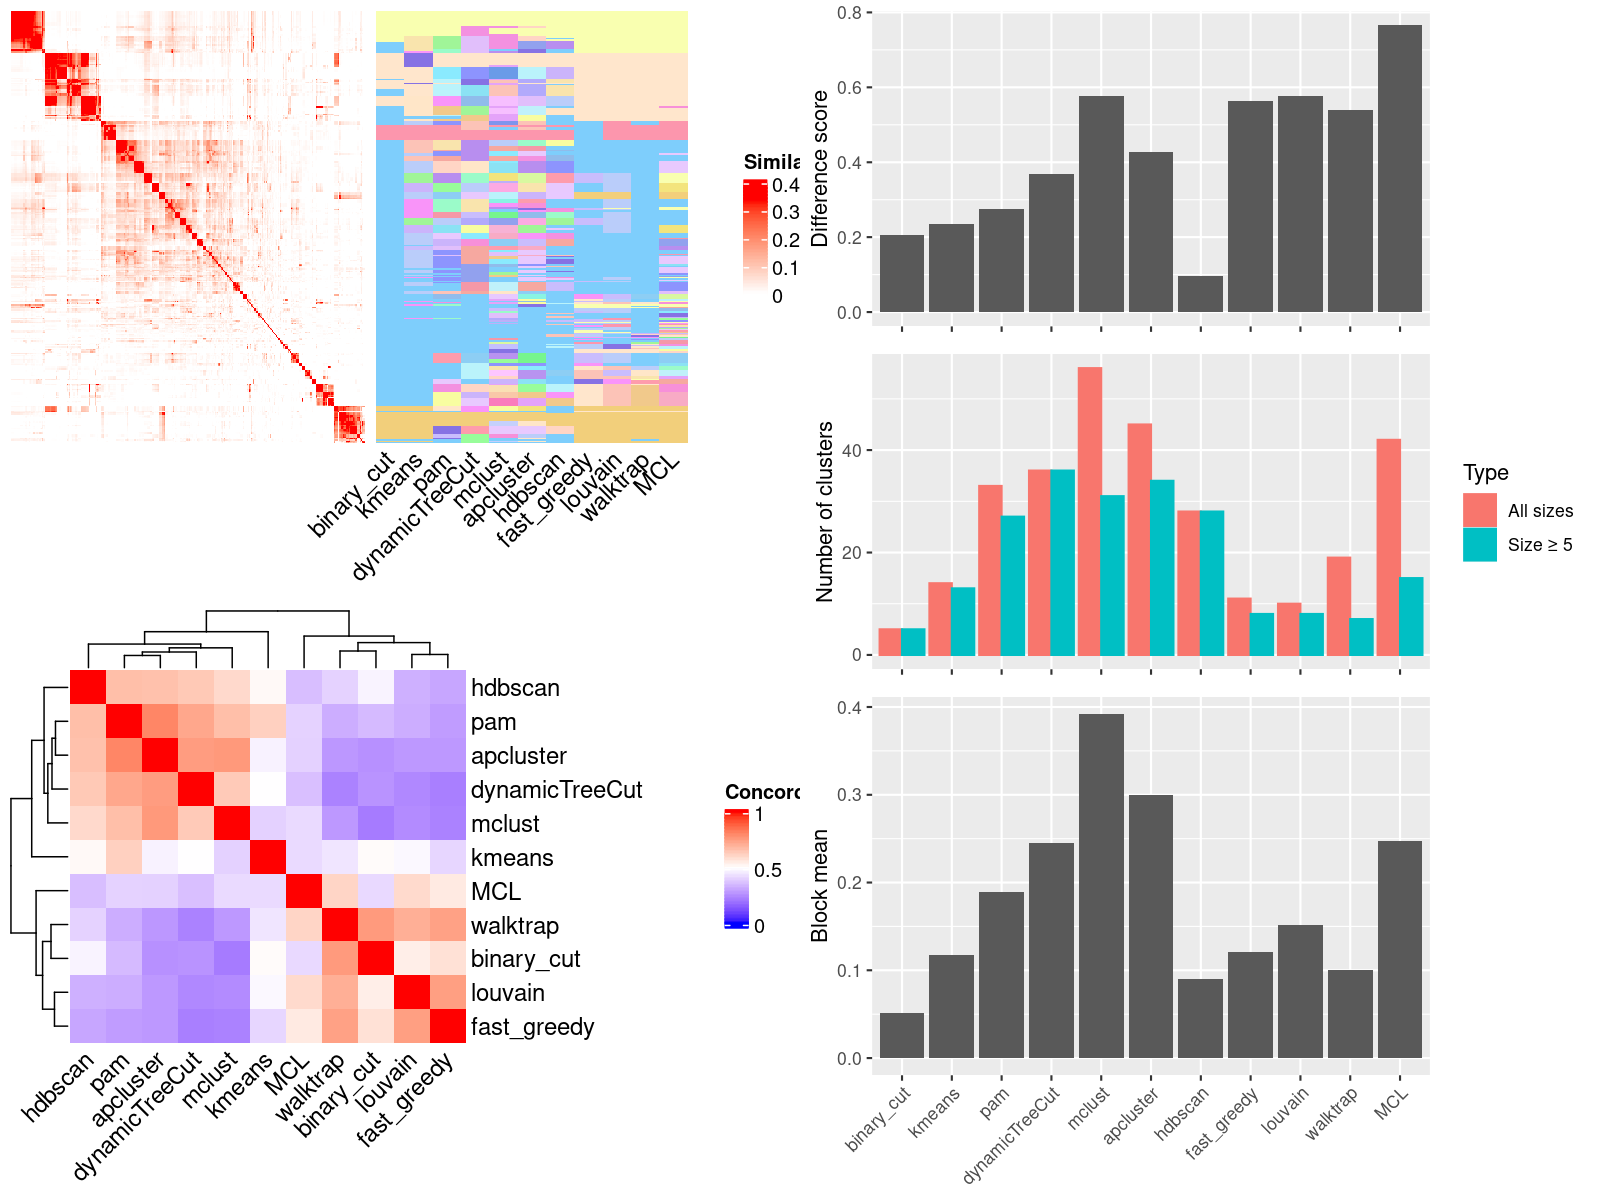 Simila
0.4
0.3
0.2
0.1
0
binary_cut
kmeans
pam
dynamicTreeCut
mclust
apcluster
hdbscan
fast_greedy
louvain
walktrap
MCL
hdbscan
pam
apcluster
dynamicTreeCut
mclust
kmeans
MCL
walktrap
binary_cut
louvain
fast_greedy
hdbscan
pam
apcluster
dynamicTreeCut
mclust
kmeans
MCL
walktrap
binary_cut
louvain
fast_greedy
Concord
1
0.5
0
Difference score
0.8
0.6
0.4
0.2
0.0
Number of clusters
40
20
0
Type
All sizes
Size ≥ 5
Block mean
0.4
0.3
0.2
0.1
0.0
binary_cut
kmeans
pam
dynamicTreeCut
mclust
apcluster
hdbscan
fast_greedy
louvain
walktrap
MCL